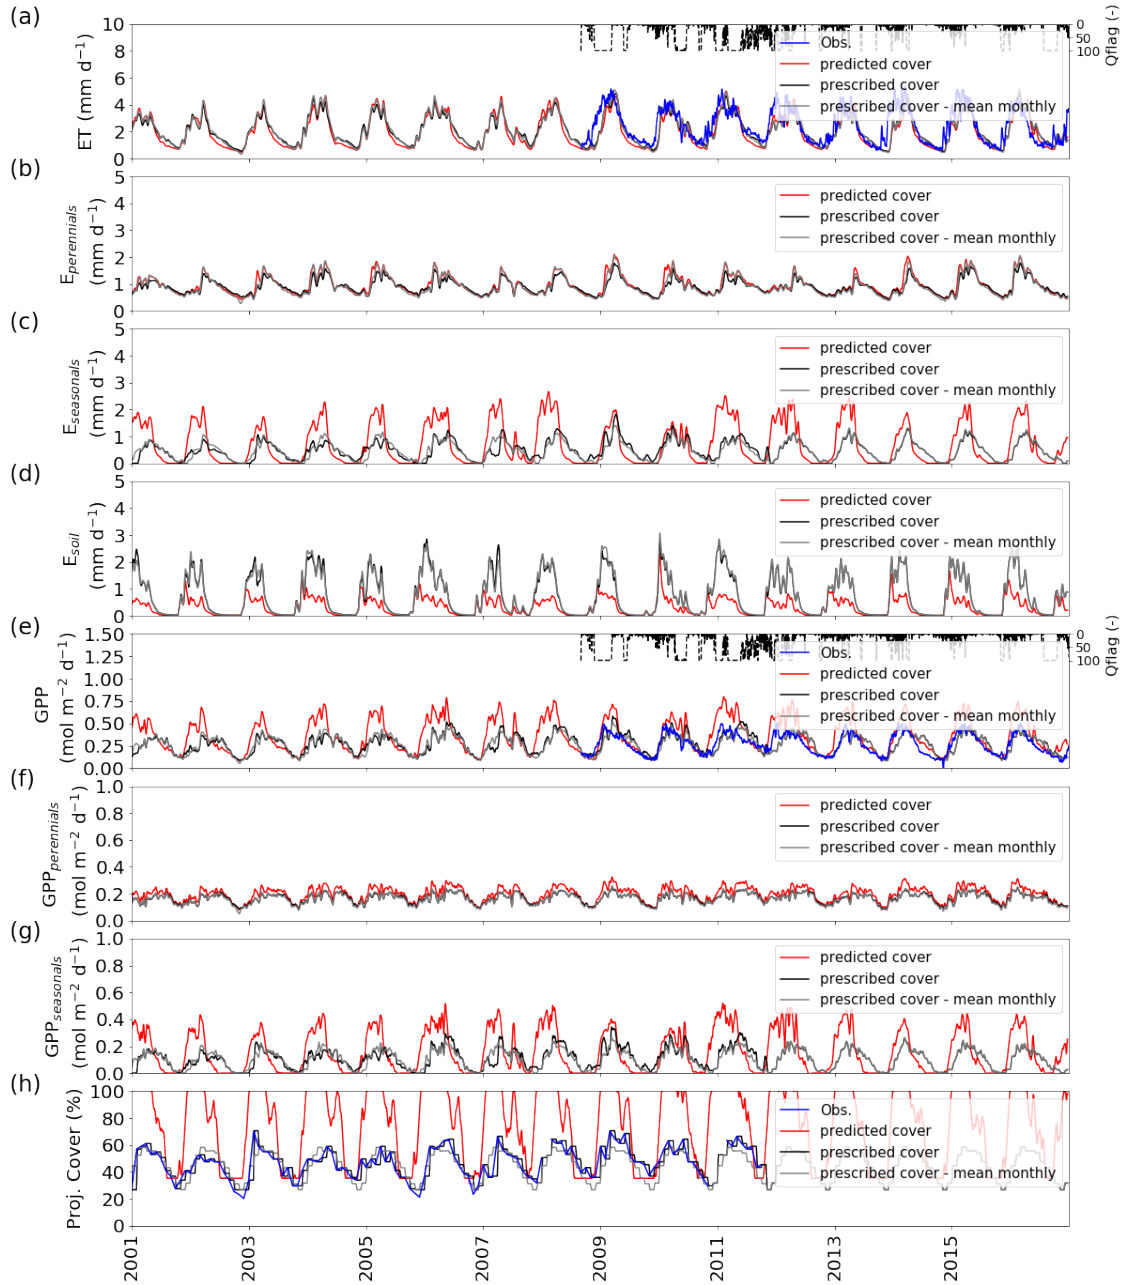 (a)
ET (mm d⁻¹)
10
8
6
4
2
0
0
50
100
Qflag (-)
Obs.
predicted cover
prescribed cover
prescribed cover - mean monthly
(b)
E_perennials
(mm d⁻¹)
5
4
3
2
1
0
predicted cover
prescribed cover
prescribed cover - mean monthly
(c)
E_seasonals
(mm d⁻¹)
5
4
3
2
1
0
predicted cover
prescribed cover
prescribed cover - mean monthly
(d)
E_soil
(mm d⁻¹)
5
4
3
2
1
0
predicted cover
prescribed cover
prescribed cover - mean monthly
(e)
GPP
(mol m⁻² d⁻¹)
1.50
1.25
1.00
0.75
0.50
0.25
0.00
0
50
100
Qflag (-)
Obs.
predicted cover
prescribed cover
prescribed cover - mean monthly
(f)
GPP_perennials
(mol m⁻² d⁻¹)
1.0
0.8
0.6
0.4
0.2
0.0
predicted cover
prescribed cover
prescribed cover - mean monthly
(g)
GPP_seasonals
(mol m⁻² d⁻¹)
1.0
0.8
0.6
0.4
0.2
0.0
predicted cover
prescribed cover
prescribed cover - mean monthly
(h)
Proj. Cover (%)
100
80
60
40
20
0
Obs.
predicted cover
prescribed cover
prescribed cover - mean monthly
2001
2003
2005
2007
2009
2011
2013
2015